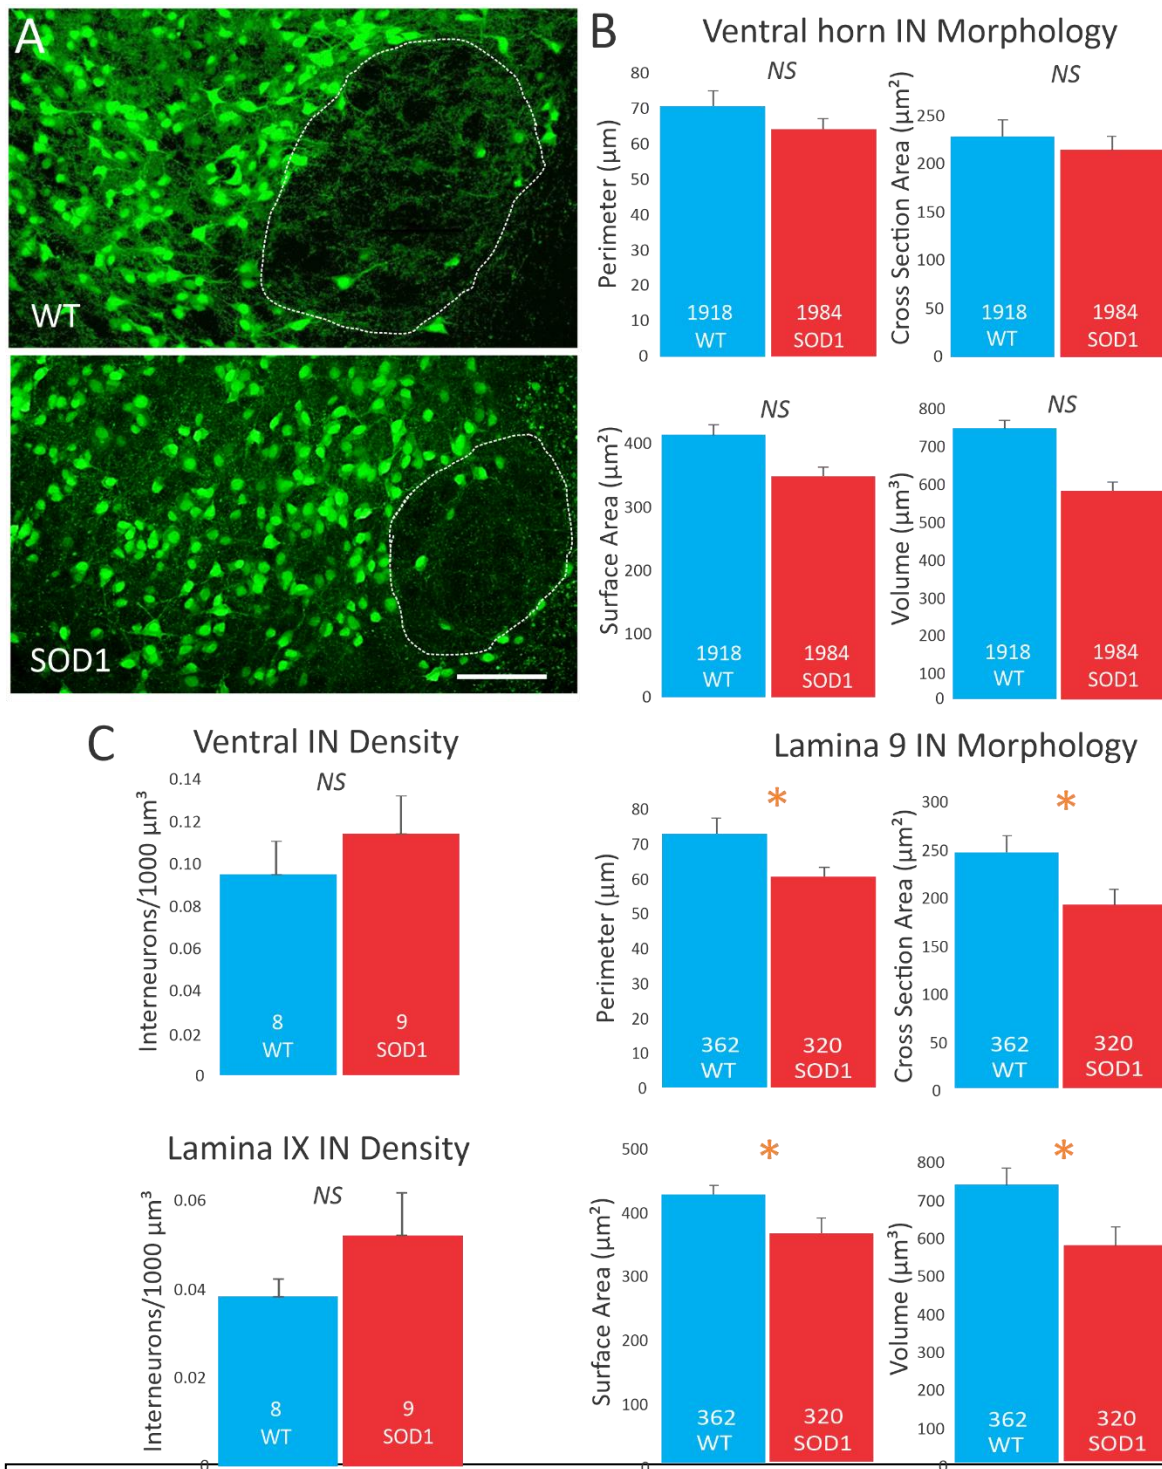 A
WT
SOD1
B
Ventral horn IN Morphology
NS
Perimeter (µm)
80
70
60
50
40
30
20
10
0
1918
WT
1984
SOD1
NS
Cross Section Area (µm²)
250
200
150
100
50
0
1918
WT
1984
SOD1
NS
Surface Area (µm²)
400
300
200
100
0
1918
WT
1984
SOD1
NS
Volume (µm³)
800
700
600
500
400
300
200
100
0
1918
WT
1984
SOD1
C
Ventral IN Density
NS
Interneurons/1000 µm³
0.14
0.12
0.10
0.08
0.06
0.04
0.02
0
8
WT
9
SOD1
Lamina IX IN Density
NS
Interneurons/1000 µm³
0.06
0.04
0.02
0
8
WT
9
SOD1
Lamina 9 IN Morphology
*
Perimeter (µm)
80
70
60
50
40
30
20
10
0
362
WT
320
SOD1
*
Cross Section Area (µm²)
300
250
200
150
100
50
0
362
WT
320
SOD1
*
Surface Area (µm²)
500
400
300
200
100
0
362
WT
320
SOD1
*
Volume (µm³)
800
700
600
500
400
300
200
100
0
362
WT
320
SOD1